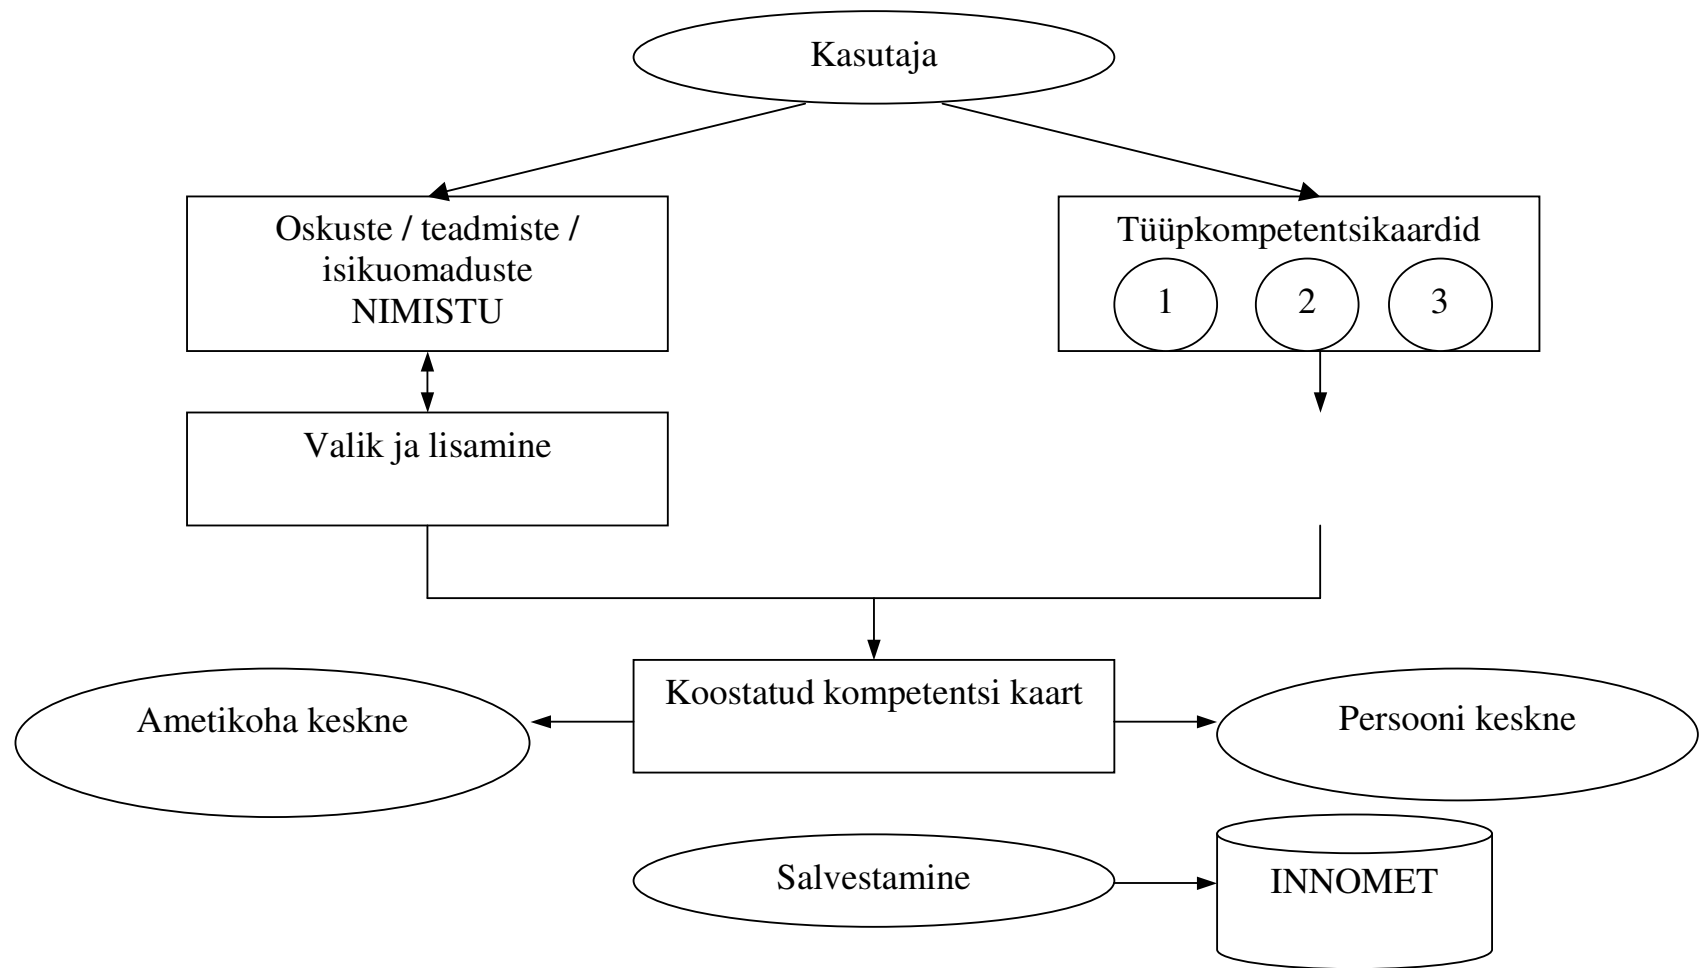 Kasutaja
Oskuste / teadmiste /
isikuomaduste
NIMISTU
Tüüpkompetentsikaardid
1 2 3
Valik ja lisamine
Koostatud kompetentsi kaart
Ametikoha keskne
Persooni keskne
Salvestamine
INNOMET